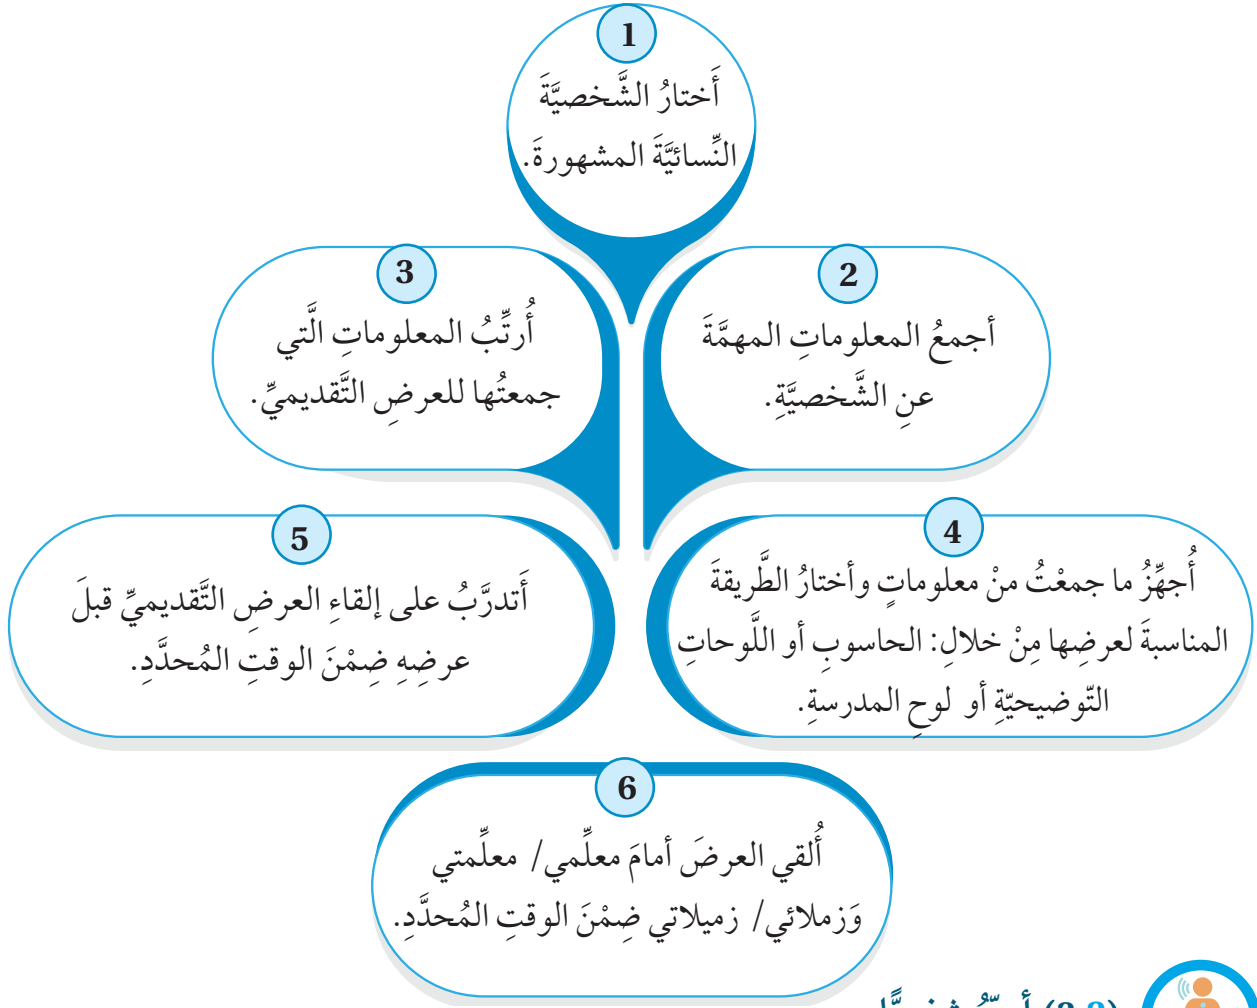 1
أَختارُ الشَّخصيَّةَ
النِّسائيَّةَ المشهورةَ.
2
أجمعُ المعلوماتِ المهمَّةَ
عنِ الشَّخصيَّةِ.
3
أُرتِّبُ المعلوماتِ الَّتي
جمعتُها للعرضِ التَّقديميِّ.
4
أُجهِّزُ ما جمعْتُ منْ معلوماتٍ وأختارُ الطَّريقةَ
المناسبةَ لعرضِها مِنْ خلالِ: الحاسوبِ أو اللَّوحاتِ
التّوضيحيّةِ أو لوحِ المدرسةِ.
5
أَتدرَّبُ على إلقاءِ العرضِ التَّقديميِّ قبلَ
عرضِهِ ضِمْنَ الوقتِ المُحدَّدِ.
6
أُلقي العرضَ أمامَ معلِّمي/ معلِّمتي
وَزملائي/ زميلاتي ضِمْنَ الوقتِ المُحدَّدِ.